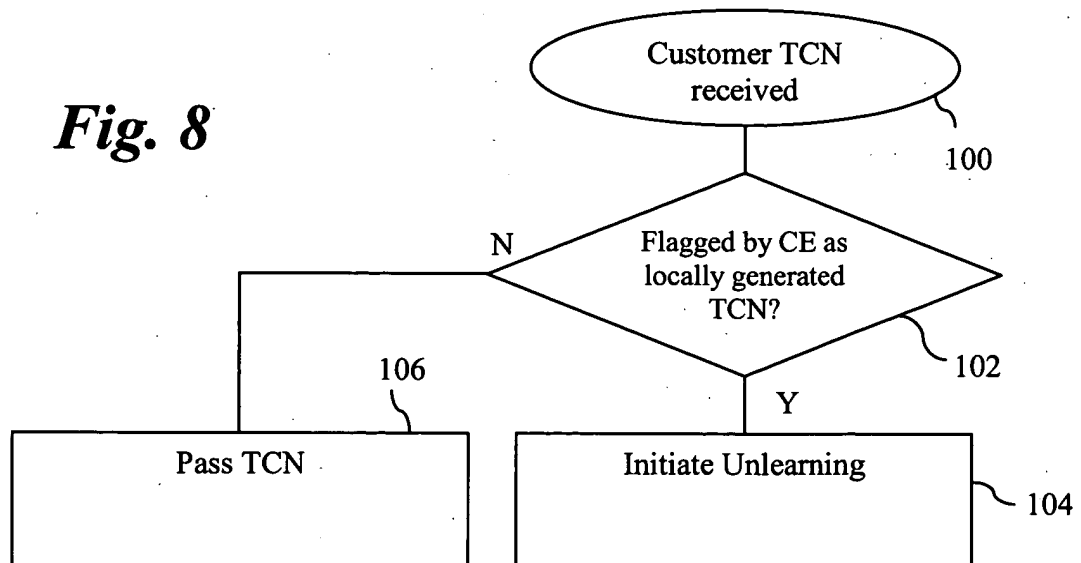 Fig. 8
Customer TCN
received
100
Flagged by CE as
locally generated
TCN?
N
102
Y
106
Pass TCN
Initiate Unlearning
104